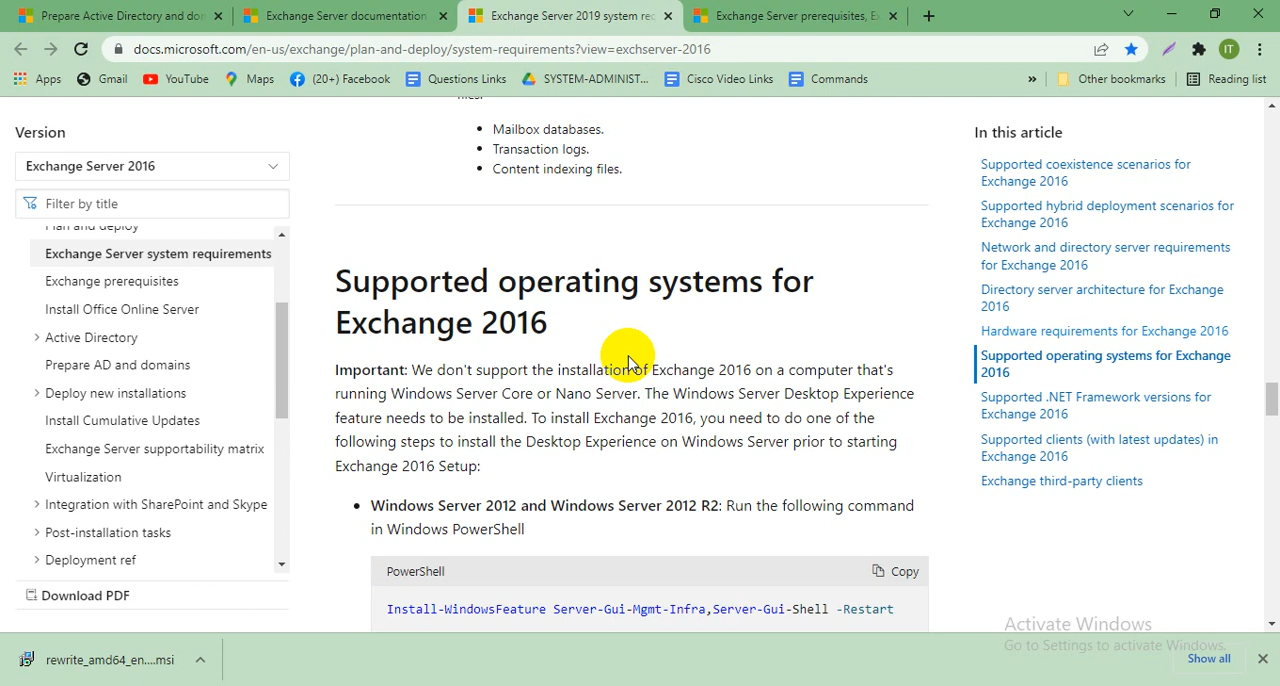 Prepare Active Directory and dor
Exchange Server documentation
Exchange Server 2019 system rec
Exchange Server prerequisites, E
docs.microsoft.com/en-us/exchange/plan-and-deploy/system-requirements?view=exchserver-2016
IT
Apps
Gmail
YouTube
Maps
(20+) Facebook
Questions Links
SYSTEM-ADMINIST...
Cisco Video Links
Commands
»
Other bookmarks
Reading list
Version
Exchange Server 2016
Filter by title
Plan and deploy
Exchange Server system requirements
Exchange prerequisites
Install Office Online Server
Active Directory
Prepare AD and domains
Deploy new installations
Install Cumulative Updates
Exchange Server supportability matrix
Virtualization
Integration with SharePoint and Skype
Post-installation tasks
Deployment ref
Download PDF
files.
• Mailbox databases.
• Transaction logs.
• Content indexing files.
Supported operating systems for
Exchange 2016
Important: We don't support the installation of Exchange 2016 on a computer that's
running Windows Server Core or Nano Server. The Windows Server Desktop Experience
feature needs to be installed. To install Exchange 2016, you need to do one of the
following steps to install the Desktop Experience on Windows Server prior to starting
Exchange 2016 Setup:
• Windows Server 2012 and Windows Server 2012 R2: Run the following command
in Windows PowerShell
PowerShell
Copy
Install-WindowsFeature Server-Gui-Mgmt-Infra,Server-Gui-Shell -Restart
In this article
Supported coexistence scenarios for
Exchange 2016
Supported hybrid deployment scenarios for
Exchange 2016
Network and directory server requirements
for Exchange 2016
Directory server architecture for Exchange
2016
Hardware requirements for Exchange 2016
Supported operating systems for Exchange
2016
Supported .NET Framework versions for
Exchange 2016
Supported clients (with latest updates) in
Exchange 2016
Exchange third-party clients
Activate Windows
Go to Settings to activate Windows.
rewrite_amd64_en....msi
Show all